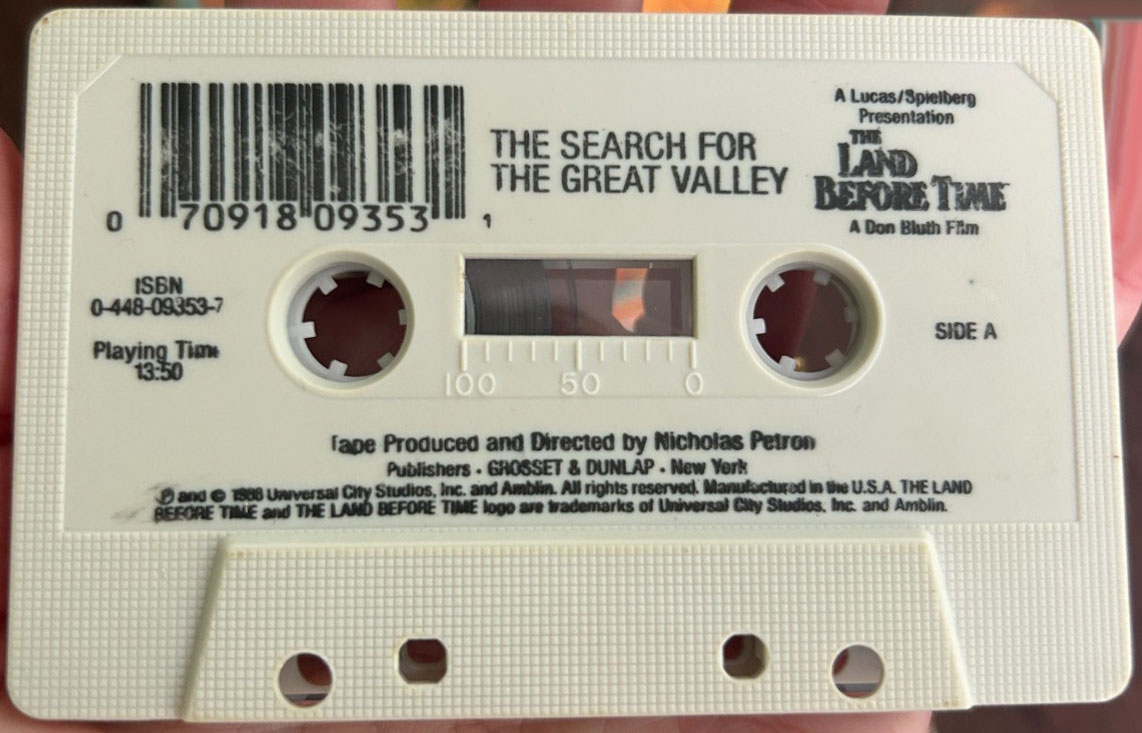 0 70918 09353 1
THE SEARCH FOR
THE GREAT VALLEY
A Lucas/Spielberg
Presentation
THE
LAND
BEFORE TIME
A Don Bluth Film
ISBN
0-448-09353-7
Playing Time
13:50
SIDE A
100 50 0
Tape Produced and Directed by Nicholas Petron
Publishers · GROSSET & DUNLAP · New York
℗ and © 1988 Universal City Studios, Inc. and Amblin. All rights reserved. Manufactured in the U.S.A. THE LAND
BEFORE TIME and THE LAND BEFORE TIME logo are trademarks of Universal City Studios, Inc. and Amblin.